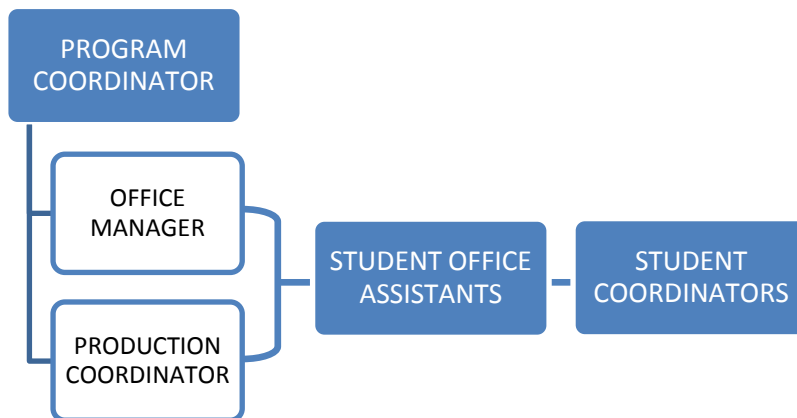 PROGRAM
COORDINATOR
OFFICE
MANAGER
PRODUCTION
COORDINATOR
STUDENT OFFICE
ASSISTANTS
STUDENT
COORDINATORS